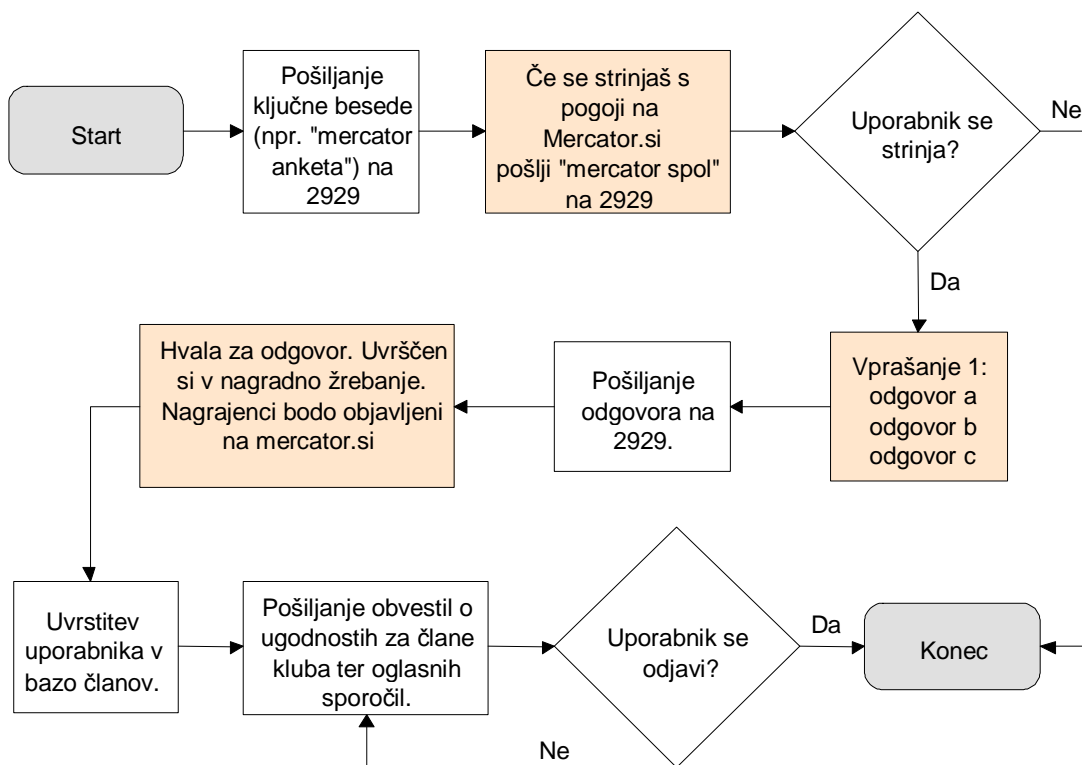 Start
Pošiljanje
ključne besede
(npr. "mercator
anketa") na
2929
Če se strinjaš s
pogoji na
Mercator.si
pošlji "mercator spol"
na 2929
Uporabnik se
strinja?
Ne
Da
Vprašanje 1:
odgovor a
odgovor b
odgovor c
Pošiljanje
odgovora na
2929.
Hvala za odgovor. Uvrščen
si v nagradno žrebanje.
Nagrajenci bodo objavljeni
na mercator.si
Uvrstitev
uporabnika v
bazo članov.
Pošiljanje obvestil o
ugodnostih za člane
kluba ter oglasnih
sporočil.
Uporabnik se
odjavi?
Da
Konec
Ne